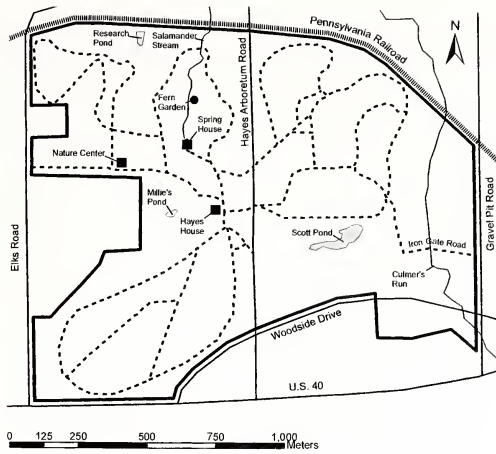 Research
Pond
Salamander
Stream
Pennsylvania Railroad
N
Fern
Garden
Hayes Arboretum Road
Spring
House
Nature Center
Millie's
Pond
Hayes
House
Scott Pond
Iron Gate Road
Gravel Pit Road
Elks Road
Culmer's
Run
Woodside Drive
U.S. 40
0 125 250 500 750 1,000
Meters